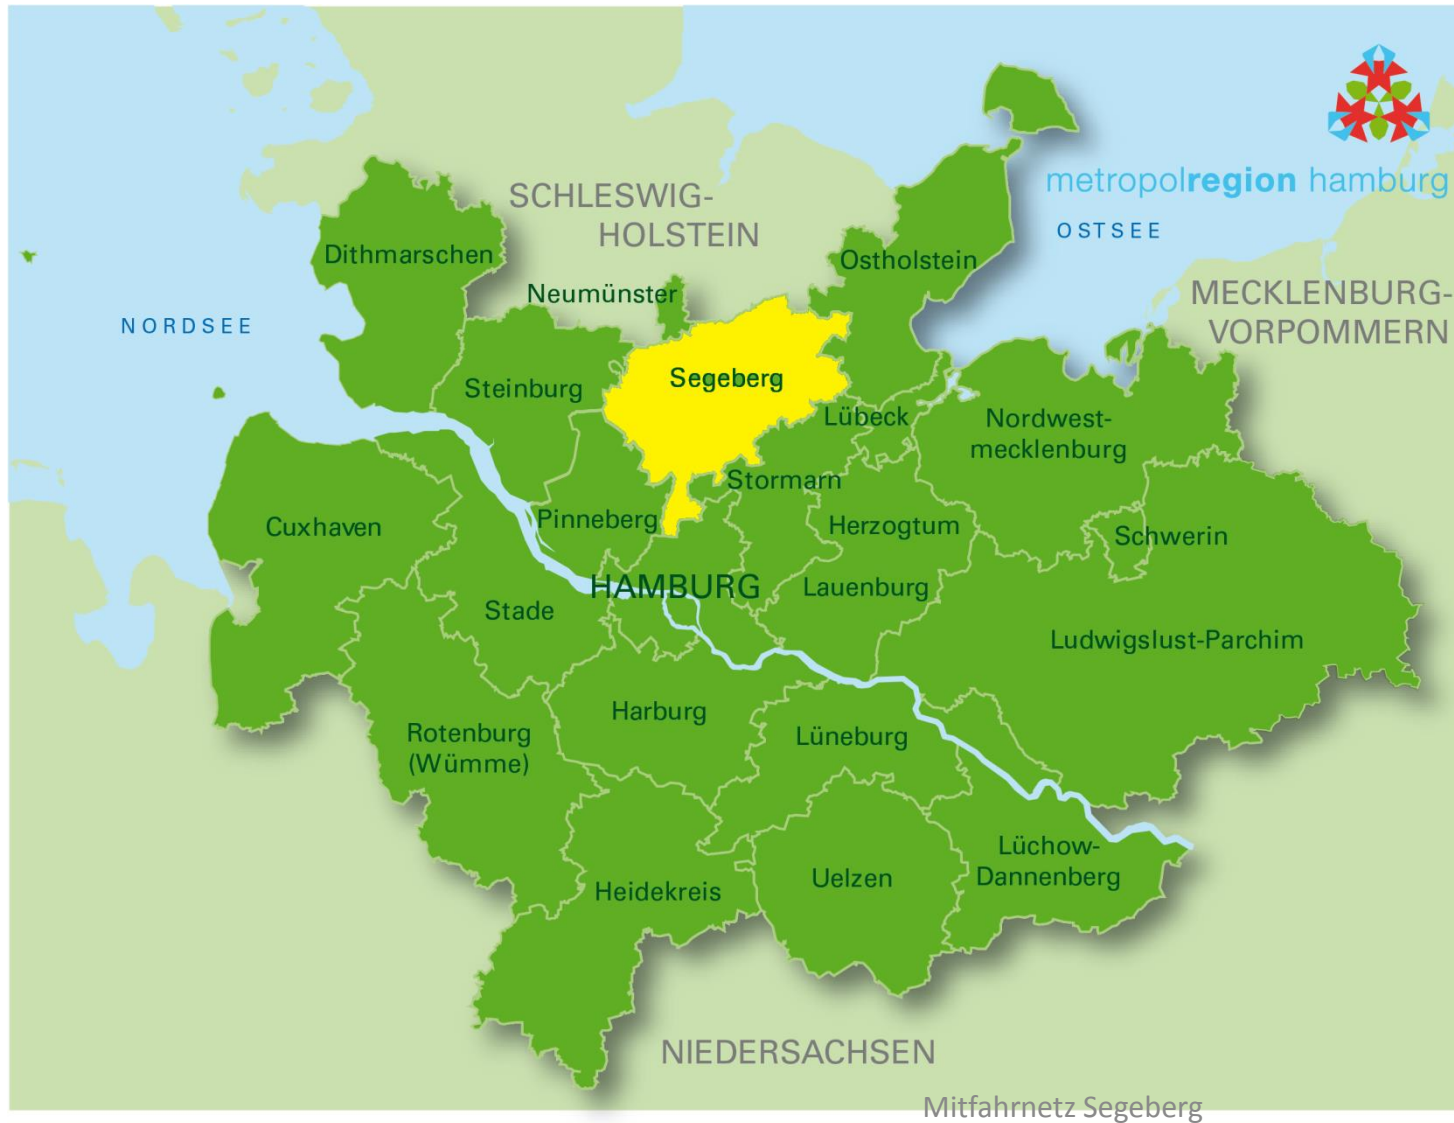 metropolregion hamburg
SCHLESWIG-
HOLSTEIN
OSTSEE
Dithmarschen
Ostholstein
Neumünster
MECKLENBURG-
VORPOMMERN
NORDSEE
Steinburg
Segeberg
Lübeck
Nordwest-
mecklenburg
Stormarn
Pinneberg
Cuxhaven
Herzogtum
Lauenburg
Schwerin
HAMBURG
Stade
Ludwigslust-Parchim
Harburg
Rotenburg
(Wümme)
Lüneburg
Lüchow-
Dannenberg
Uelzen
Heidekreis
NIEDERSACHSEN
Mitfahrnetz Segeberg